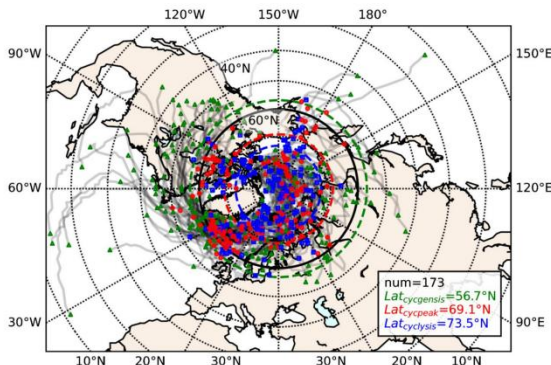 120°W 150°W 180°
90°W 150°E
40°N
60°N
60°W 120°E
num=173
Lat_cycgensis=56.7°N
Lat_cycpeak=69.1°N
Lat_cyclysis=73.5°N
30°W 90°E
10°N 20°N 30°N 30°N 20°N 10°N